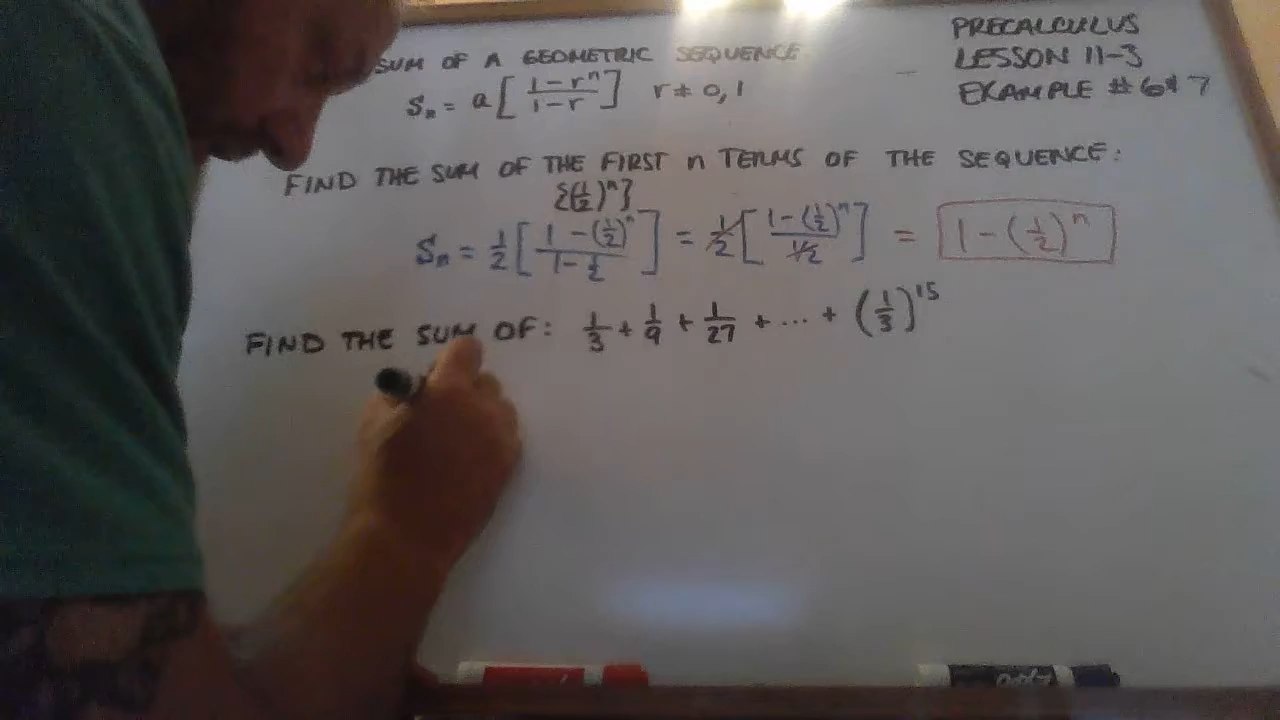 PRECALCULUS
LESSON 11-3
EXAMPLE #6&7
SUM OF A GEOMETRIC SEQUENCE
Sₙ = a[(1-rⁿ)/(1-r)] r≠0,1
FIND THE SUM OF THE FIRST n TERMS OF THE SEQUENCE:
{(1/2)ⁿ}
Sₙ = 1/2[(1-(1/2)ⁿ)/(1-1/2)] = 1/2[(1-(1/2)ⁿ)/(1/2)] = 1-(1/2)ⁿ
FIND THE SUM OF: 1/3 + 1/9 + 1/27 + ... + (1/3)¹⁵